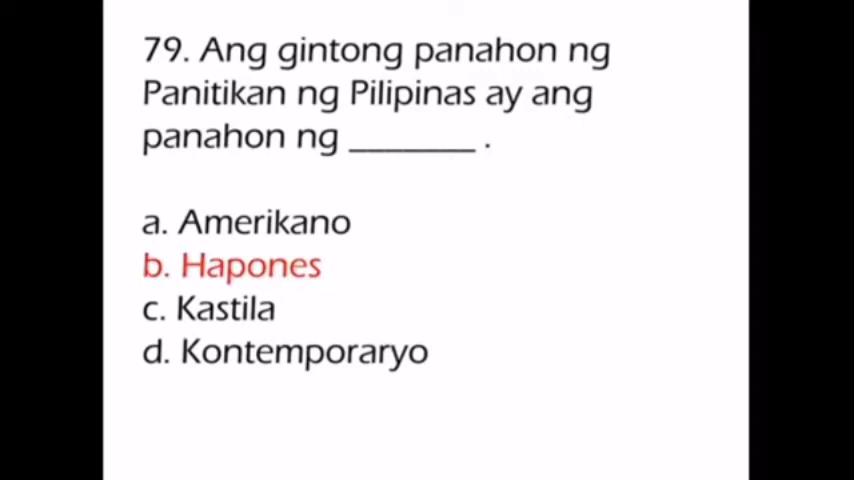 79. Ang gintong panahon ng
Panitikan ng Pilipinas ay ang
panahon ng _______ .
a. Amerikano
b. Hapones
c. Kastila
d. Kontemporaryo